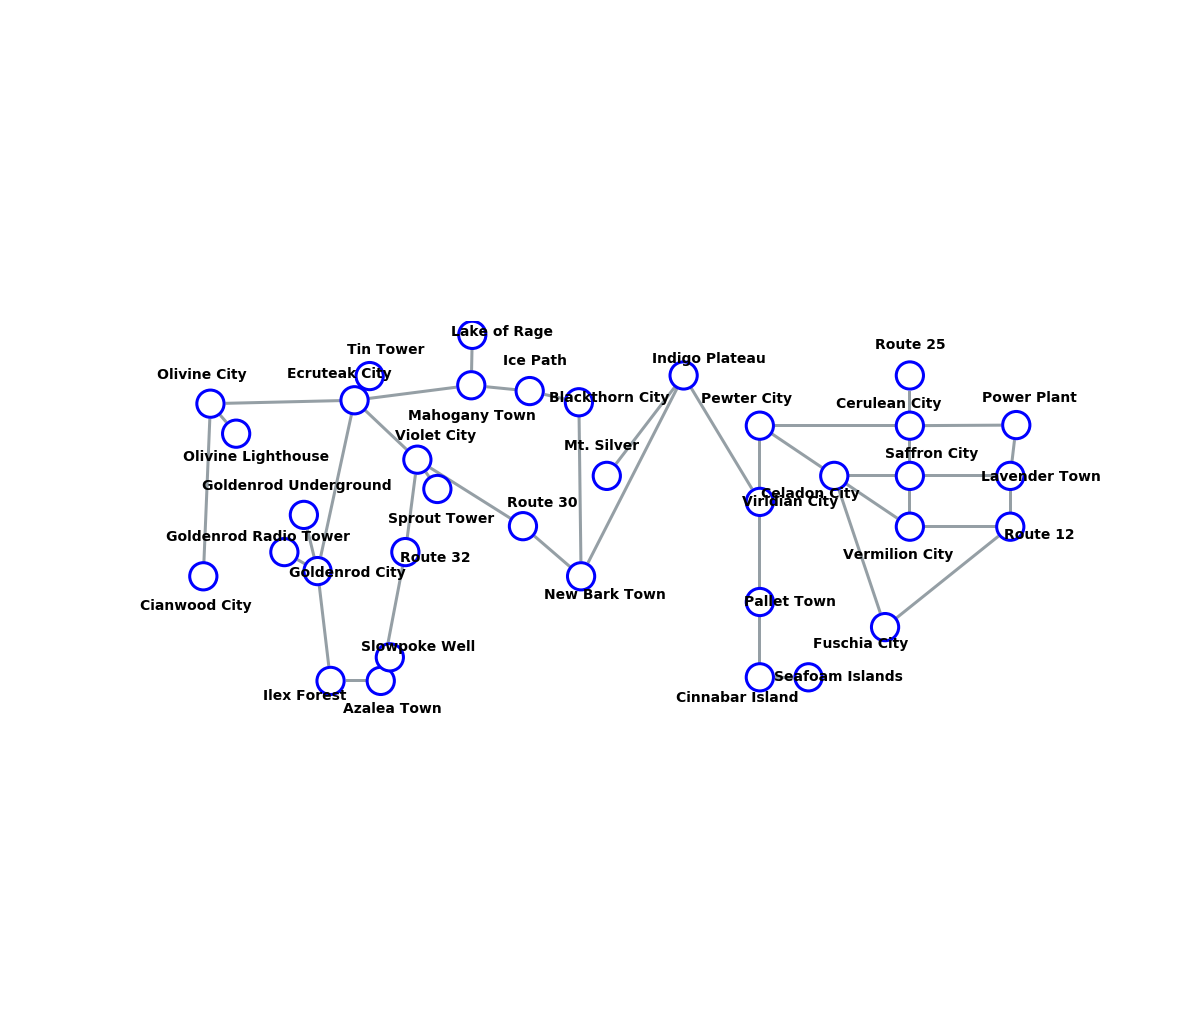 Lake of Rage
Route 25
Tin Tower
Indigo Plateau
Ice Path
Olivine City
Ecruteak City
Blackthorn City
Pewter City
Power Plant
Cerulean City
Mahogany Town
Violet City
Mt. Silver
Olivine Lighthouse
Saffron City
Lavender Town
Goldenrod Underground
Celadon City
Viridian City
Route 30
Sprout Tower
Goldenrod Radio Tower
Route 12
Route 32
Vermilion City
Goldenrod City
New Bark Town
Cianwood City
Pallet Town
Slowpoke Well
Fuschia City
Seafoam Islands
Ilex Forest
Cinnabar Island
Azalea Town